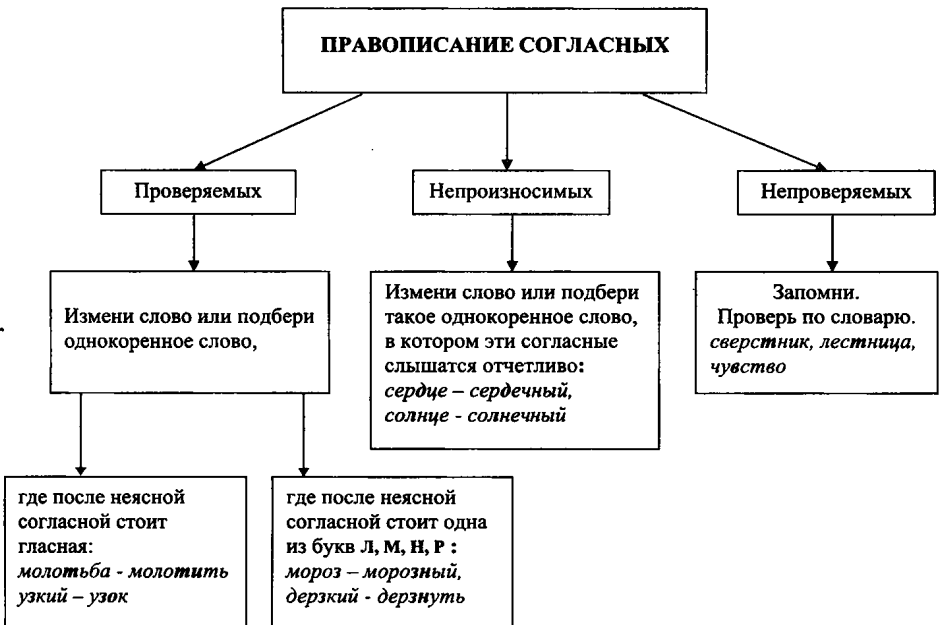 ПРАВОПИСАНИЕ СОГЛАСНЫХ
Проверяемых
Непроизносимых
Непроверяемых
Измени слово или подбери
однокоренное слово,
Измени слово или подбери
такое однокоренное слово,
в котором эти согласные
слышатся отчетливо:
сердце – сердечный,
солнце - солнечный
Запомни.
Проверь по словарю.
сверстник, лестница,
чувство
где после неясной
согласной стоит
гласная:
молотьба - молотить
узкий – узок
где после неясной
согласной стоит одна
из букв Л, М, Н, Р :
мороз – морозный,
дерзкий - дерзнуть